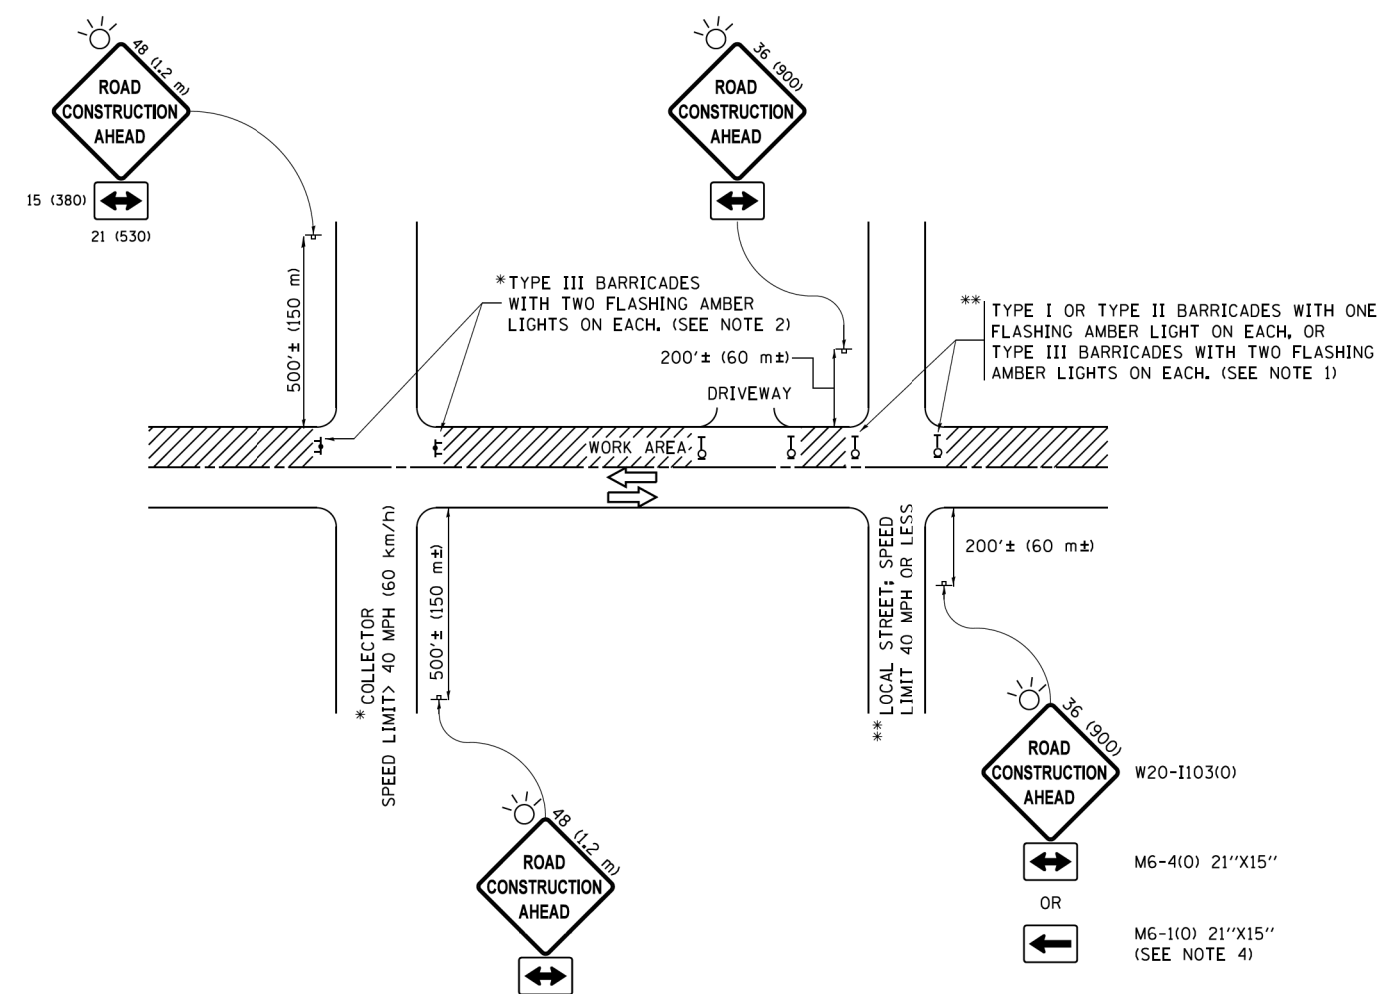 48 (1.2 m)
ROAD
CONSTRUCTION
AHEAD
15 (380)
21 (530)
36 (900)
ROAD
CONSTRUCTION
AHEAD
500'± (150 m)
*TYPE III BARRICADES
WITH TWO FLASHING AMBER
LIGHTS ON EACH. (SEE NOTE 2)
200'± (60 m±)
DRIVEWAY
** TYPE I OR TYPE II BARRICADES WITH ONE
FLASHING AMBER LIGHT ON EACH, OR
TYPE III BARRICADES WITH TWO FLASHING
AMBER LIGHTS ON EACH. (SEE NOTE 1)
WORK AREA
* COLLECTOR
SPEED LIMIT> 40 MPH (60 km/h)
500'± (150 m±)
** LOCAL STREET; SPEED
LIMIT 40 MPH OR LESS
200'± (60 m±)
48 (1.2 m)
ROAD
CONSTRUCTION
AHEAD
36 (900)
ROAD
CONSTRUCTION
AHEAD
W20-I103(0)
M6-4(0) 21''X15''
OR
M6-1(0) 21''X15''
(SEE NOTE 4)